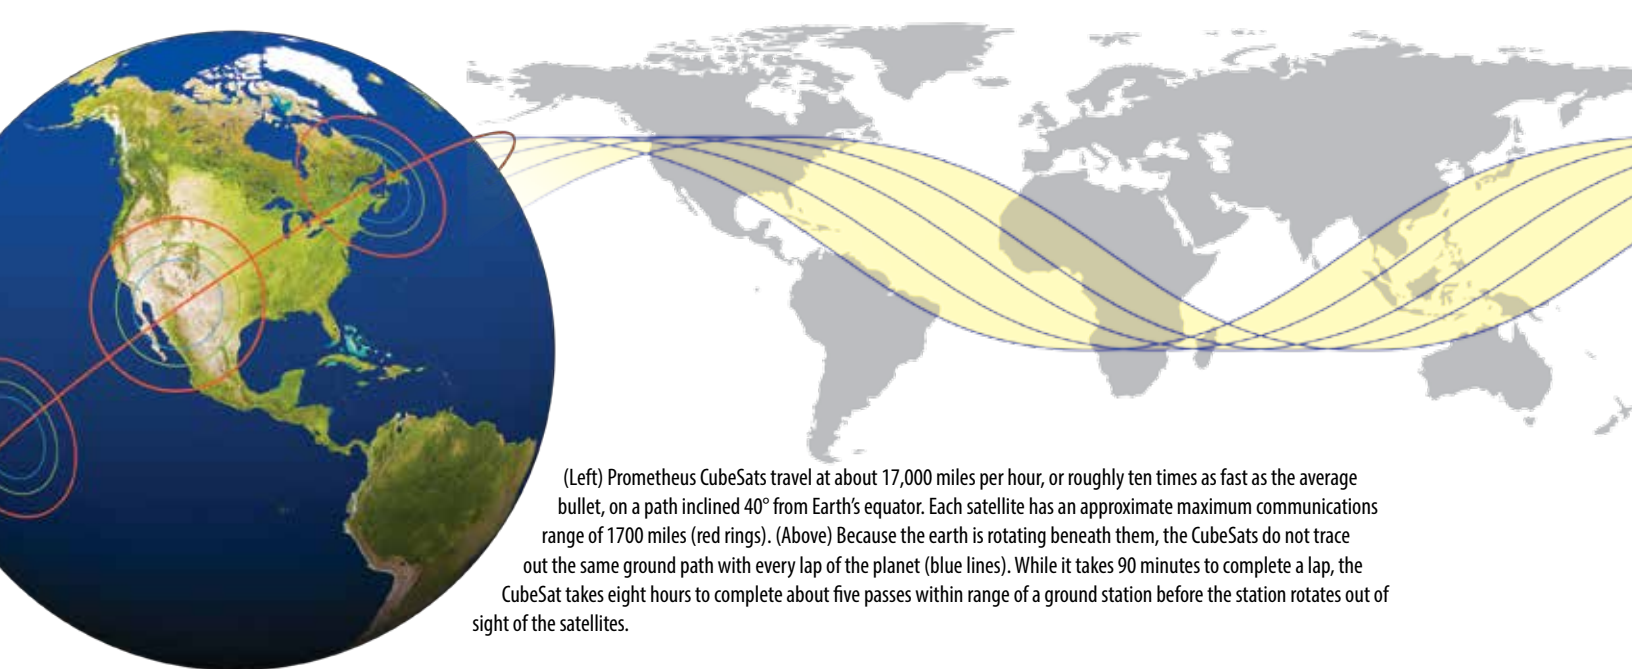 (Left) Prometheus CubeSats travel at about 17,000 miles per hour, or roughly ten times as fast as the average
bullet, on a path inclined 40° from Earth’s equator. Each satellite has an approximate maximum communications
range of 1700 miles (red rings). (Above) Because the earth is rotating beneath them, the CubeSats do not trace
out the same ground path with every lap of the planet (blue lines). While it takes 90 minutes to complete a lap, the
CubeSat takes eight hours to complete about five passes within range of a ground station before the station rotates out of
sight of the satellites.